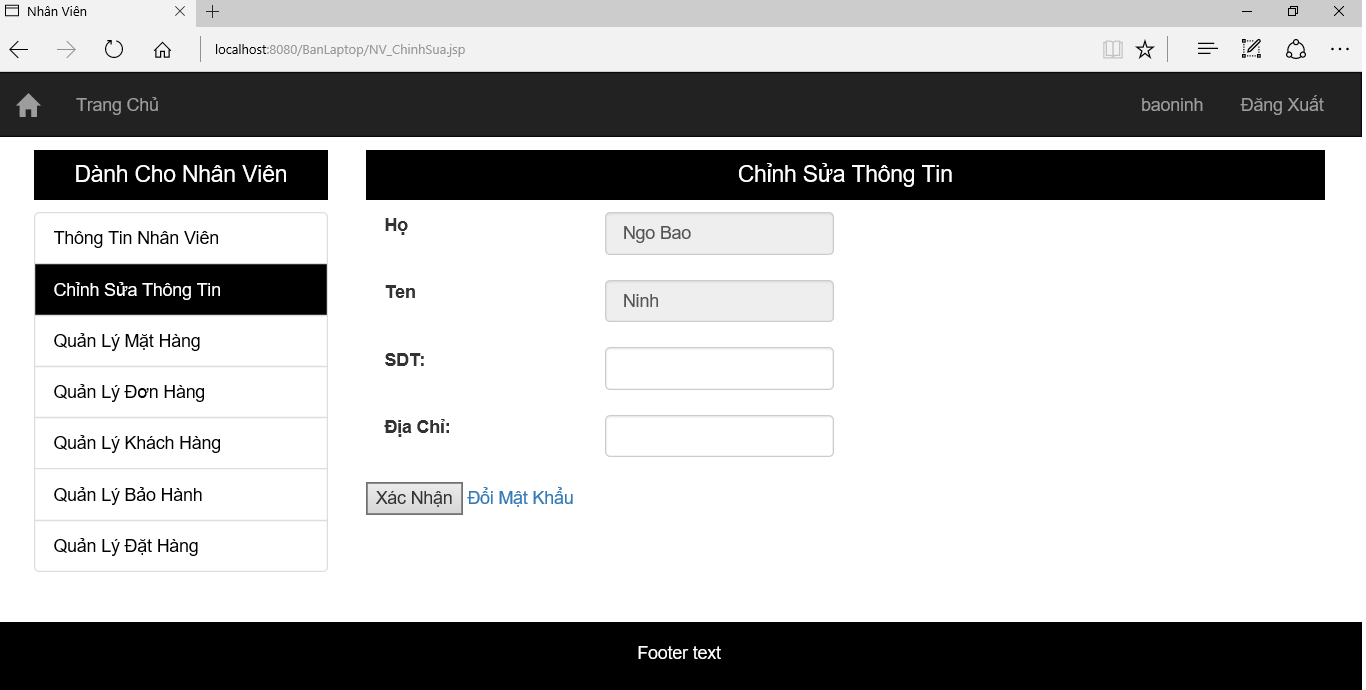 Nhân Viên
localhost:8080/BanLaptop/NV_ChinhSua.jsp
Trang Chủ baoninh Đăng Xuất
Dành Cho Nhân Viên
Thông Tin Nhân Viên
Chỉnh Sửa Thông Tin
Quản Lý Mặt Hàng
Quản Lý Đơn Hàng
Quản Lý Khách Hàng
Quản Lý Bảo Hành
Quản Lý Đặt Hàng
Chỉnh Sửa Thông Tin
Họ Ngo Bao
Ten Ninh
SDT:
Địa Chỉ:
Xác Nhận Đổi Mật Khẩu
Footer text